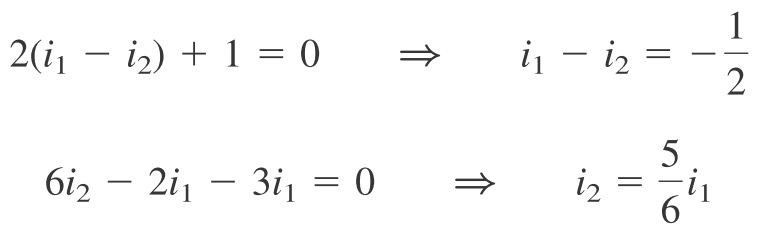 2(i₁ − i₂) + 1 = 0 ⇒ i₁ − i₂ = −1/2
6i₂ − 2i₁ − 3i₁ = 0 ⇒ i₂ = 5/6 i₁